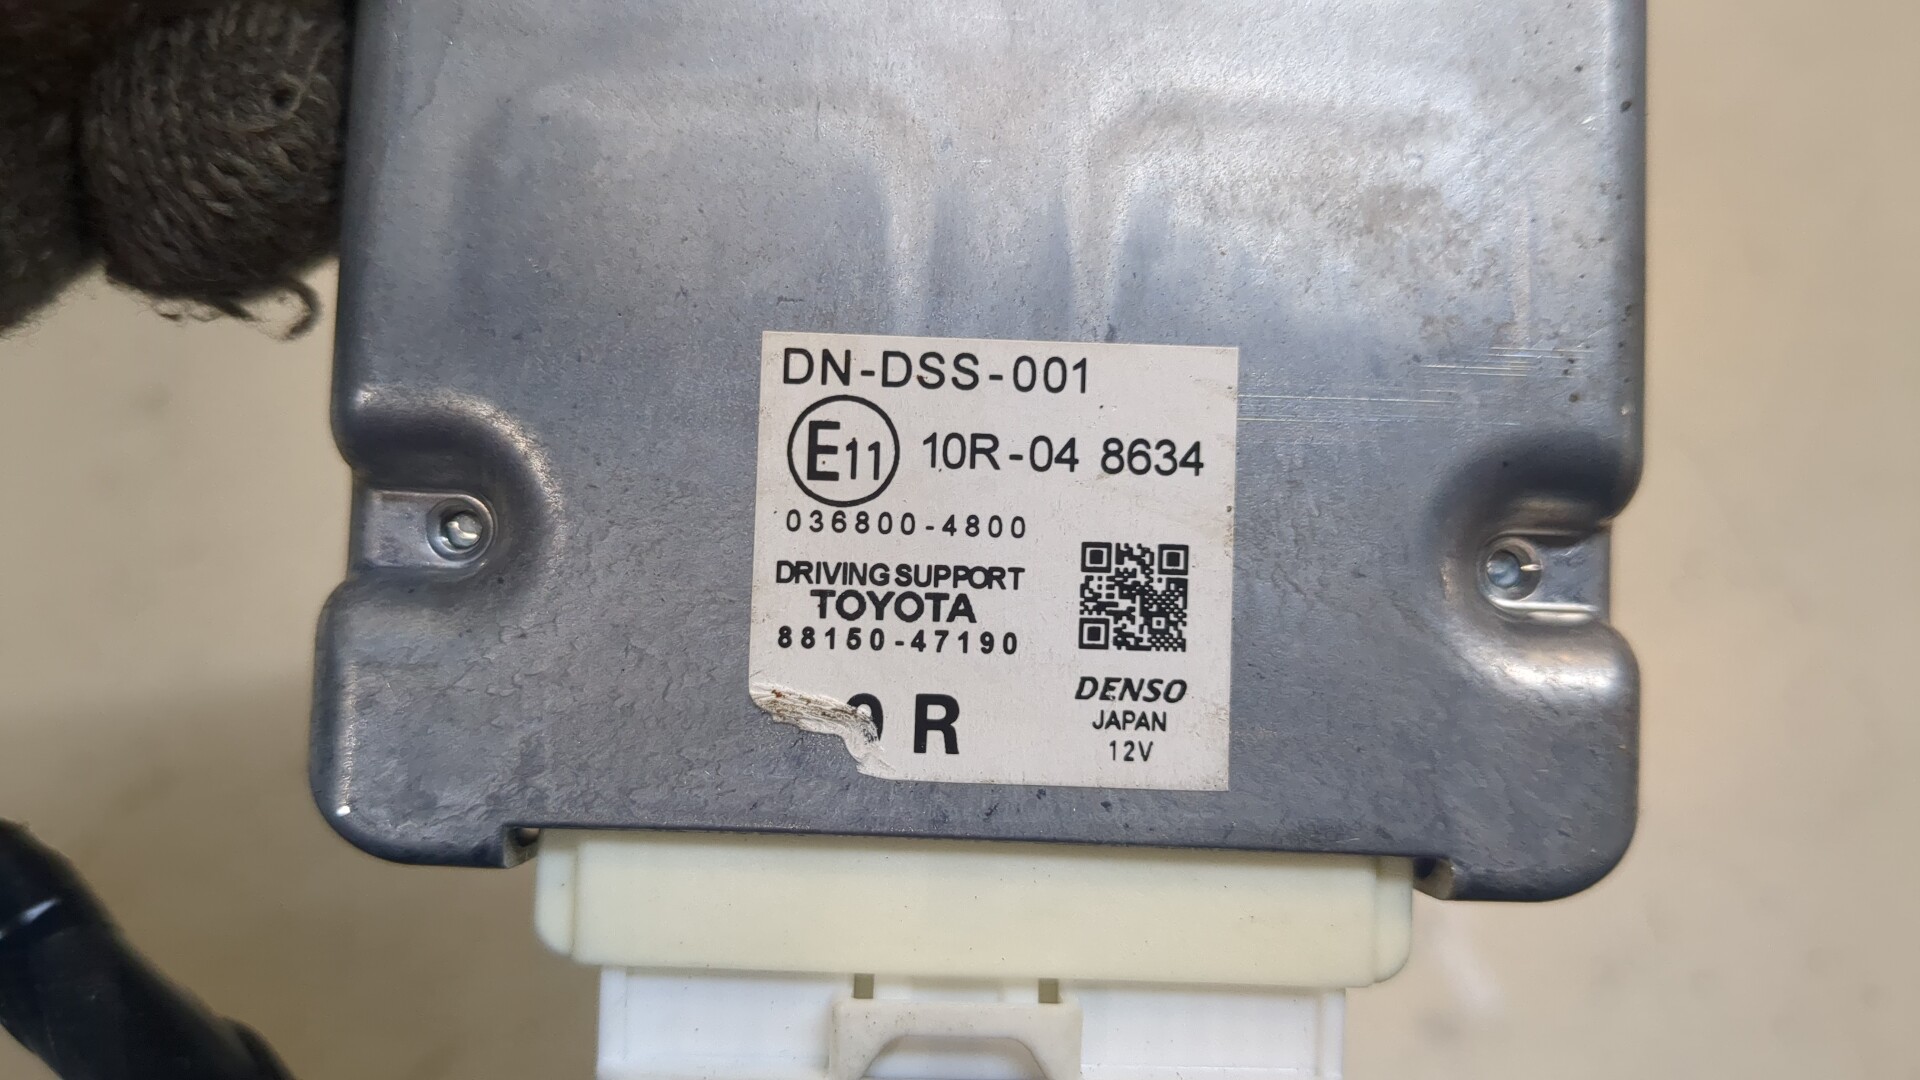 DN-DSS-001
E11 10R-04 8634
036800-4800
DRIVING SUPPORT
TOYOTA
88150-47190
R
DENSO
JAPAN
12V